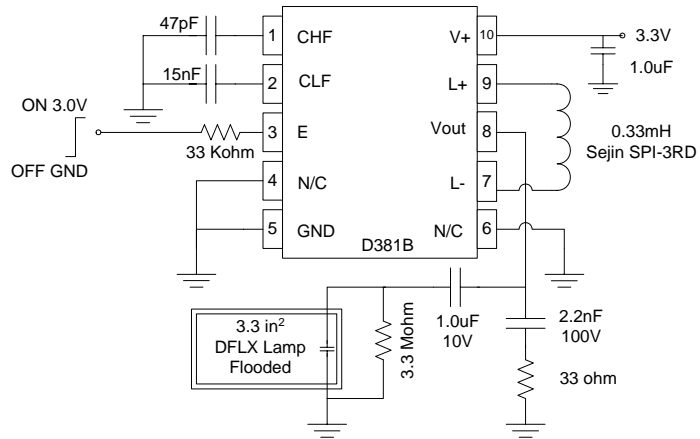 47pF
1
CHF
V+
10
3.3V
1.0uF
15nF
2
CLF
L+
9
ON 3.0V
OFF GND
33 Kohm
3
E
Vout
8
0.33mH
Sejin SPI-3RD
4
N/C
L-
7
5
GND
N/C
6
D381B
3.3 in²
DFLX Lamp
Flooded
3.3 Mohm
1.0uF
10V
2.2nF
100V
33 ohm